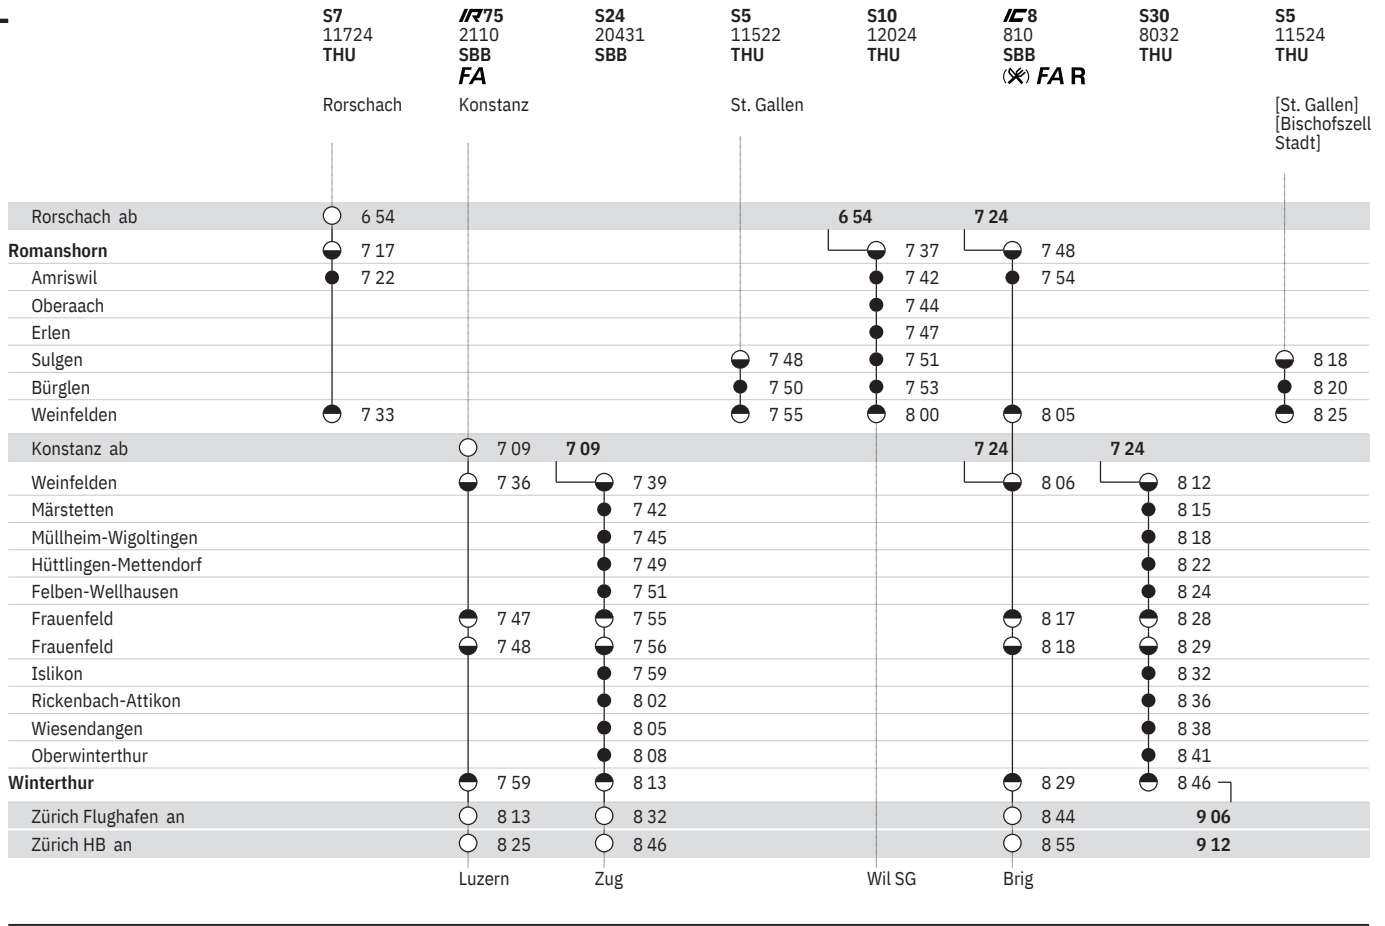 S7 IR75 S24 S5 S10 IC8 S30 S5
11724 2110 20431 11522 12024 810 8032 11524
THU SBB SBB THU THU SBB THU THU
FA FA R
Rorschach Konstanz St. Gallen [St. Gallen]
[Bischofszell
Stadt]
Rorschach ab 6 54 6 54 7 24
Romanshorn 7 17 7 37 7 48
Amriswil 7 22 7 42 7 54
Oberaach 7 44
Erlen 7 47
Sulgen 7 48 7 51 8 18
Bürglen 7 50 7 53 8 20
Weinfelden 7 33 7 55 8 00 8 05 8 25
Konstanz ab 7 09 7 09 7 24 7 24
Weinfelden 7 36 7 39 8 06 8 12
Märstetten 7 42 8 15
Müllheim-Wigoltingen 7 45 8 18
Hüttlingen-Mettendorf 7 49 8 22
Felben-Wellhausen 7 51 8 24
Frauenfeld 7 47 7 55 8 17 8 28
Frauenfeld 7 48 7 56 8 18 8 29
Islikon 7 59 8 32
Rickenbach-Attikon 8 02 8 36
Wiesendangen 8 05 8 38
Oberwinterthur 8 08 8 41
Winterthur 7 59 8 13 8 29 8 46
Zürich Flughafen an 8 13 8 32 8 44 9 06
Zürich HB an 8 25 8 46 8 55 9 12
Luzern Zug Wil SG Brig